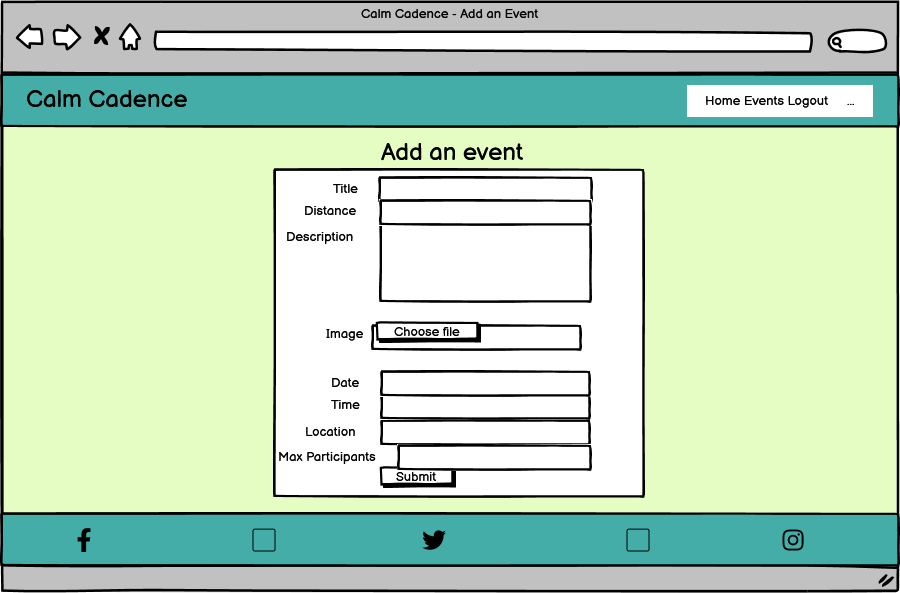 Calm Cadence - Add an Event
Calm Cadence
Home Events Logout ...
Add an event
Title
Distance
Description
Image
Choose file
Date
Time
Location
Max Participants
Submit